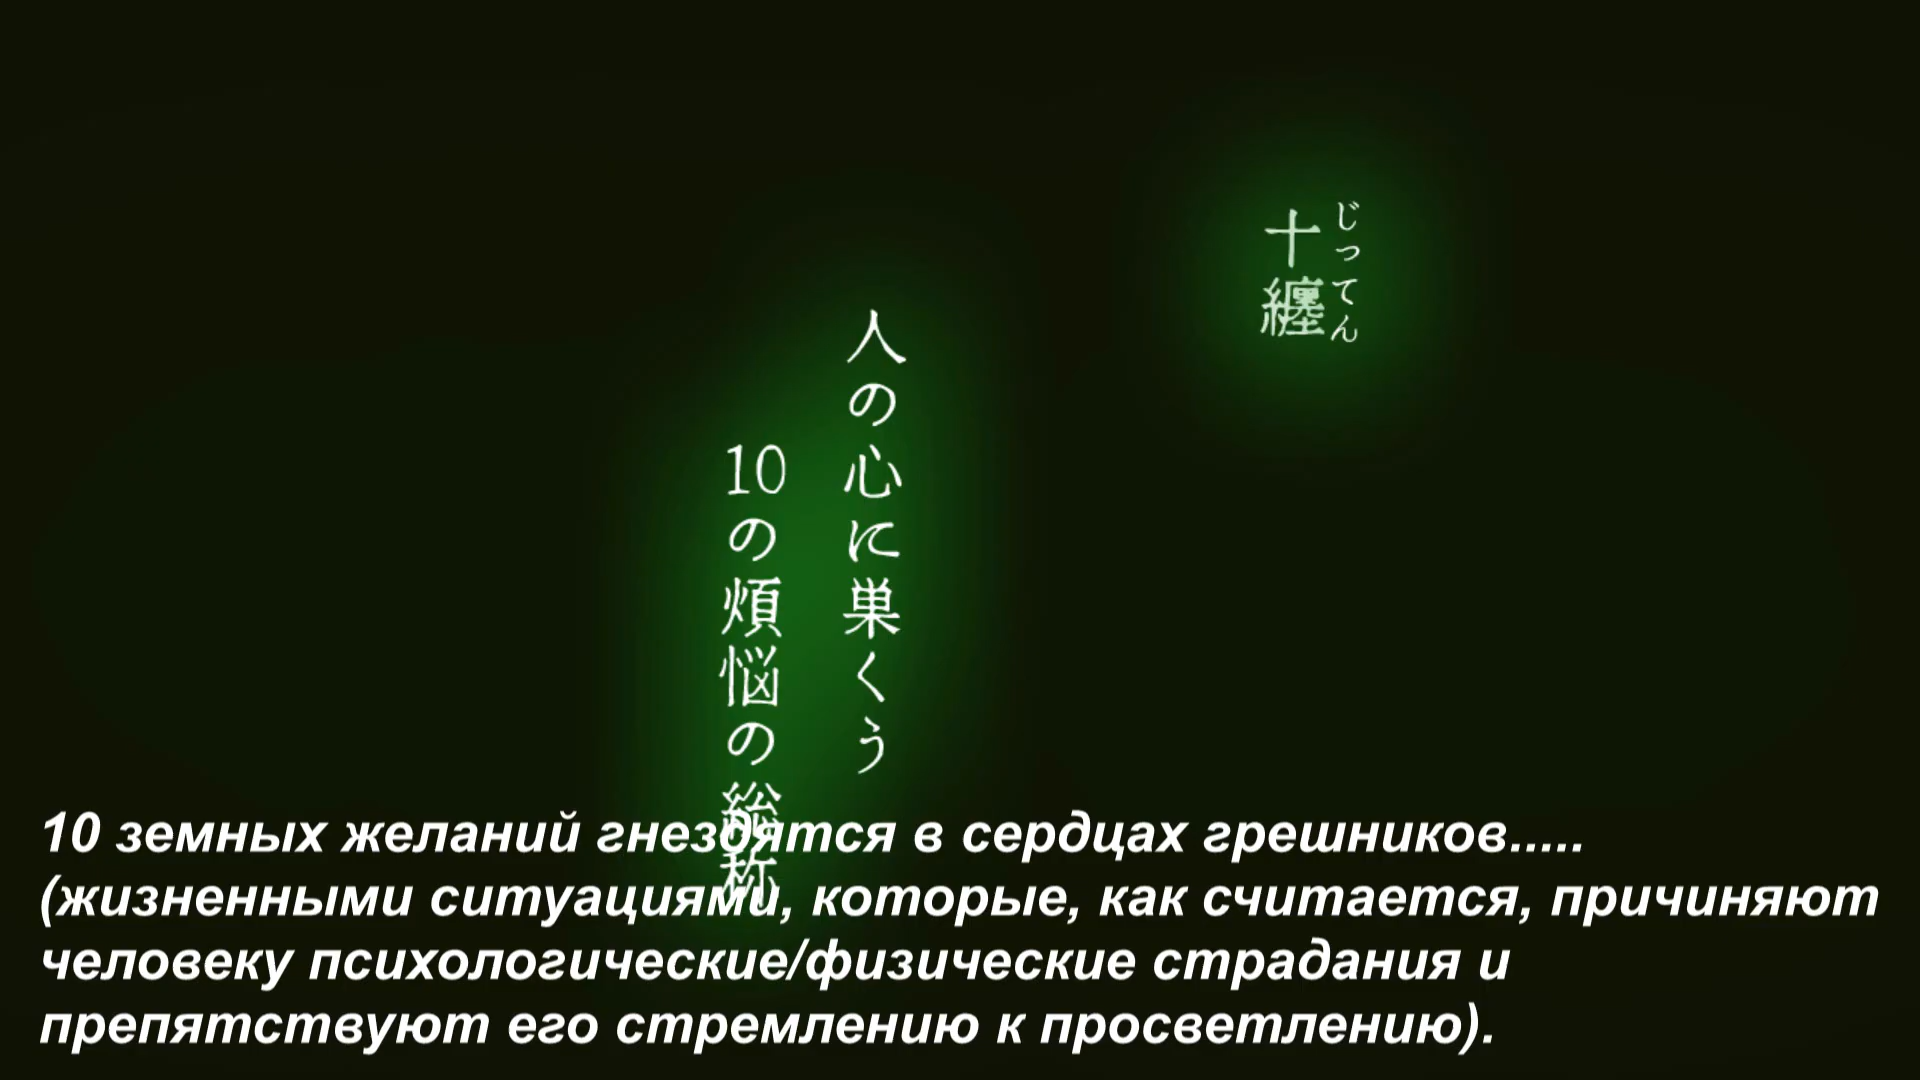 じってん
十纏
人の心に巣くう
10の煩悩の総称
10 земных желаний гнездятся в сердцах грешников.....
(жизненными ситуациями, которые, как считается, причиняют
человеку психологические/физические страдания и
препятствуют его стремлению к просветлению).